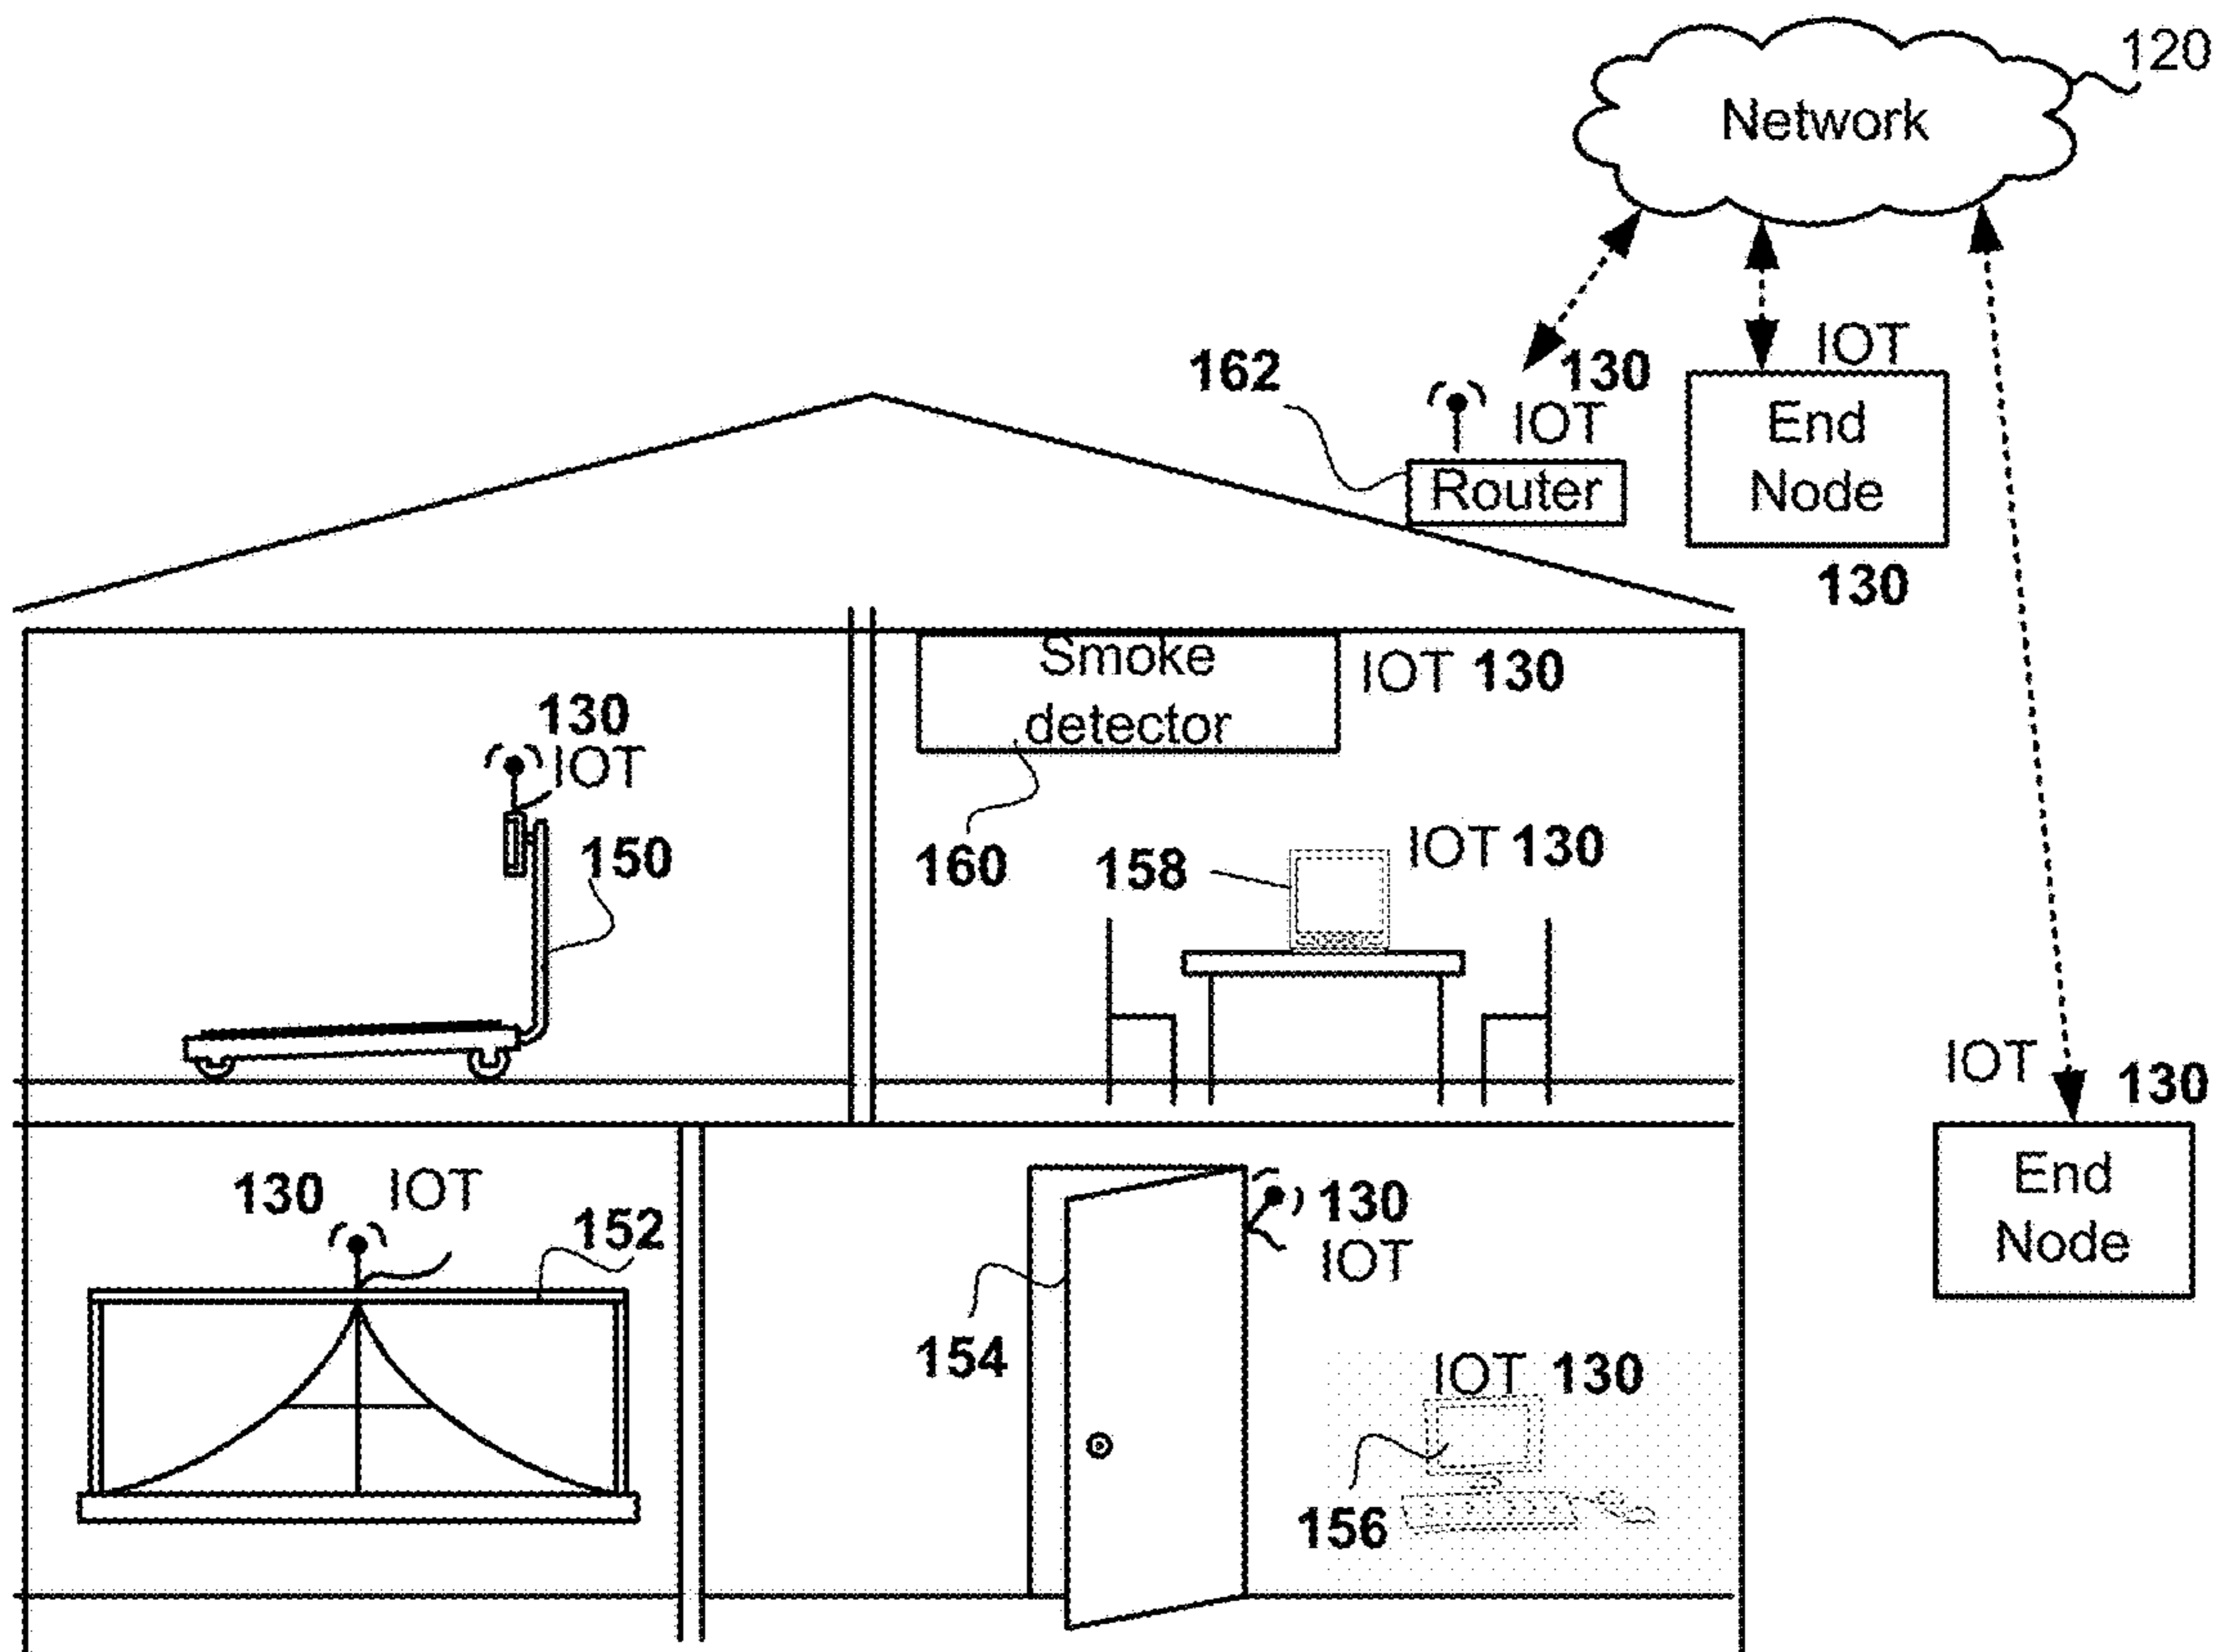 120
Network
IOT
162
130
IOT
End
Node
Router
130
Smoke
detector
IOT 130
130
IOT
150
160
158
IOT 130
IOT
130
End
Node
130
IOT
152
130
IOT
154
IOT 130
156